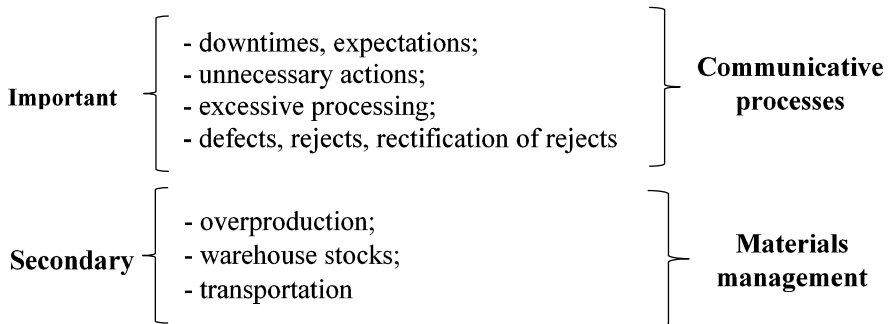 Important
- downtimes, expectations;
- unnecessary actions;
- excessive processing;
- defects, rejects, rectification of rejects
Communicative
processes
Secondary
- overproduction;
- warehouse stocks;
- transportation
Materials
management